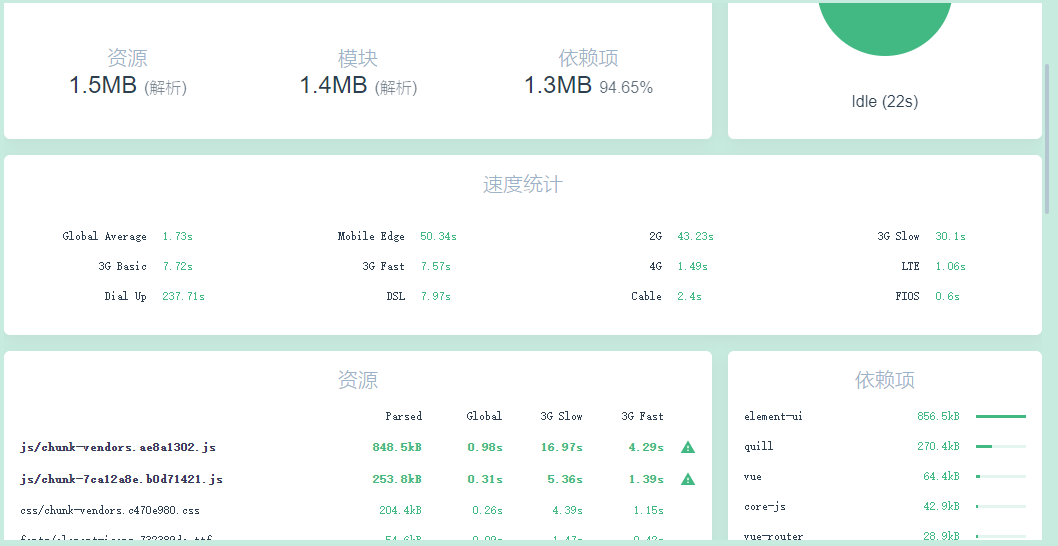 资源 模块 依赖项
1.5MB (解析) 1.4MB (解析) 1.3MB 94.65%
Idle (22s)
速度统计
Global Average 1.73s Mobile Edge 50.34s 2G 43.23s 3G Slow 30.1s
3G Basic 7.72s 3G Fast 7.57s 4G 1.49s LTE 1.06s
Dial Up 237.71s DSL 7.97s Cable 2.4s FIOS 0.6s
资源
Parsed Global 3G Slow 3G Fast
js/chunk-vendors.ae8a1302.js 848.5kB 0.98s 16.97s 4.29s
js/chunk-7ca12a8e.b0d71421.js 253.8kB 0.31s 5.36s 1.39s
css/chunk-vendors.c470e980.css 204.4kB 0.26s 4.39s 1.15s
依赖项
element-ui 856.5kB
quill 270.4kB
vue 64.4kB
core-js 42.9kB
vue-router 28.9kB